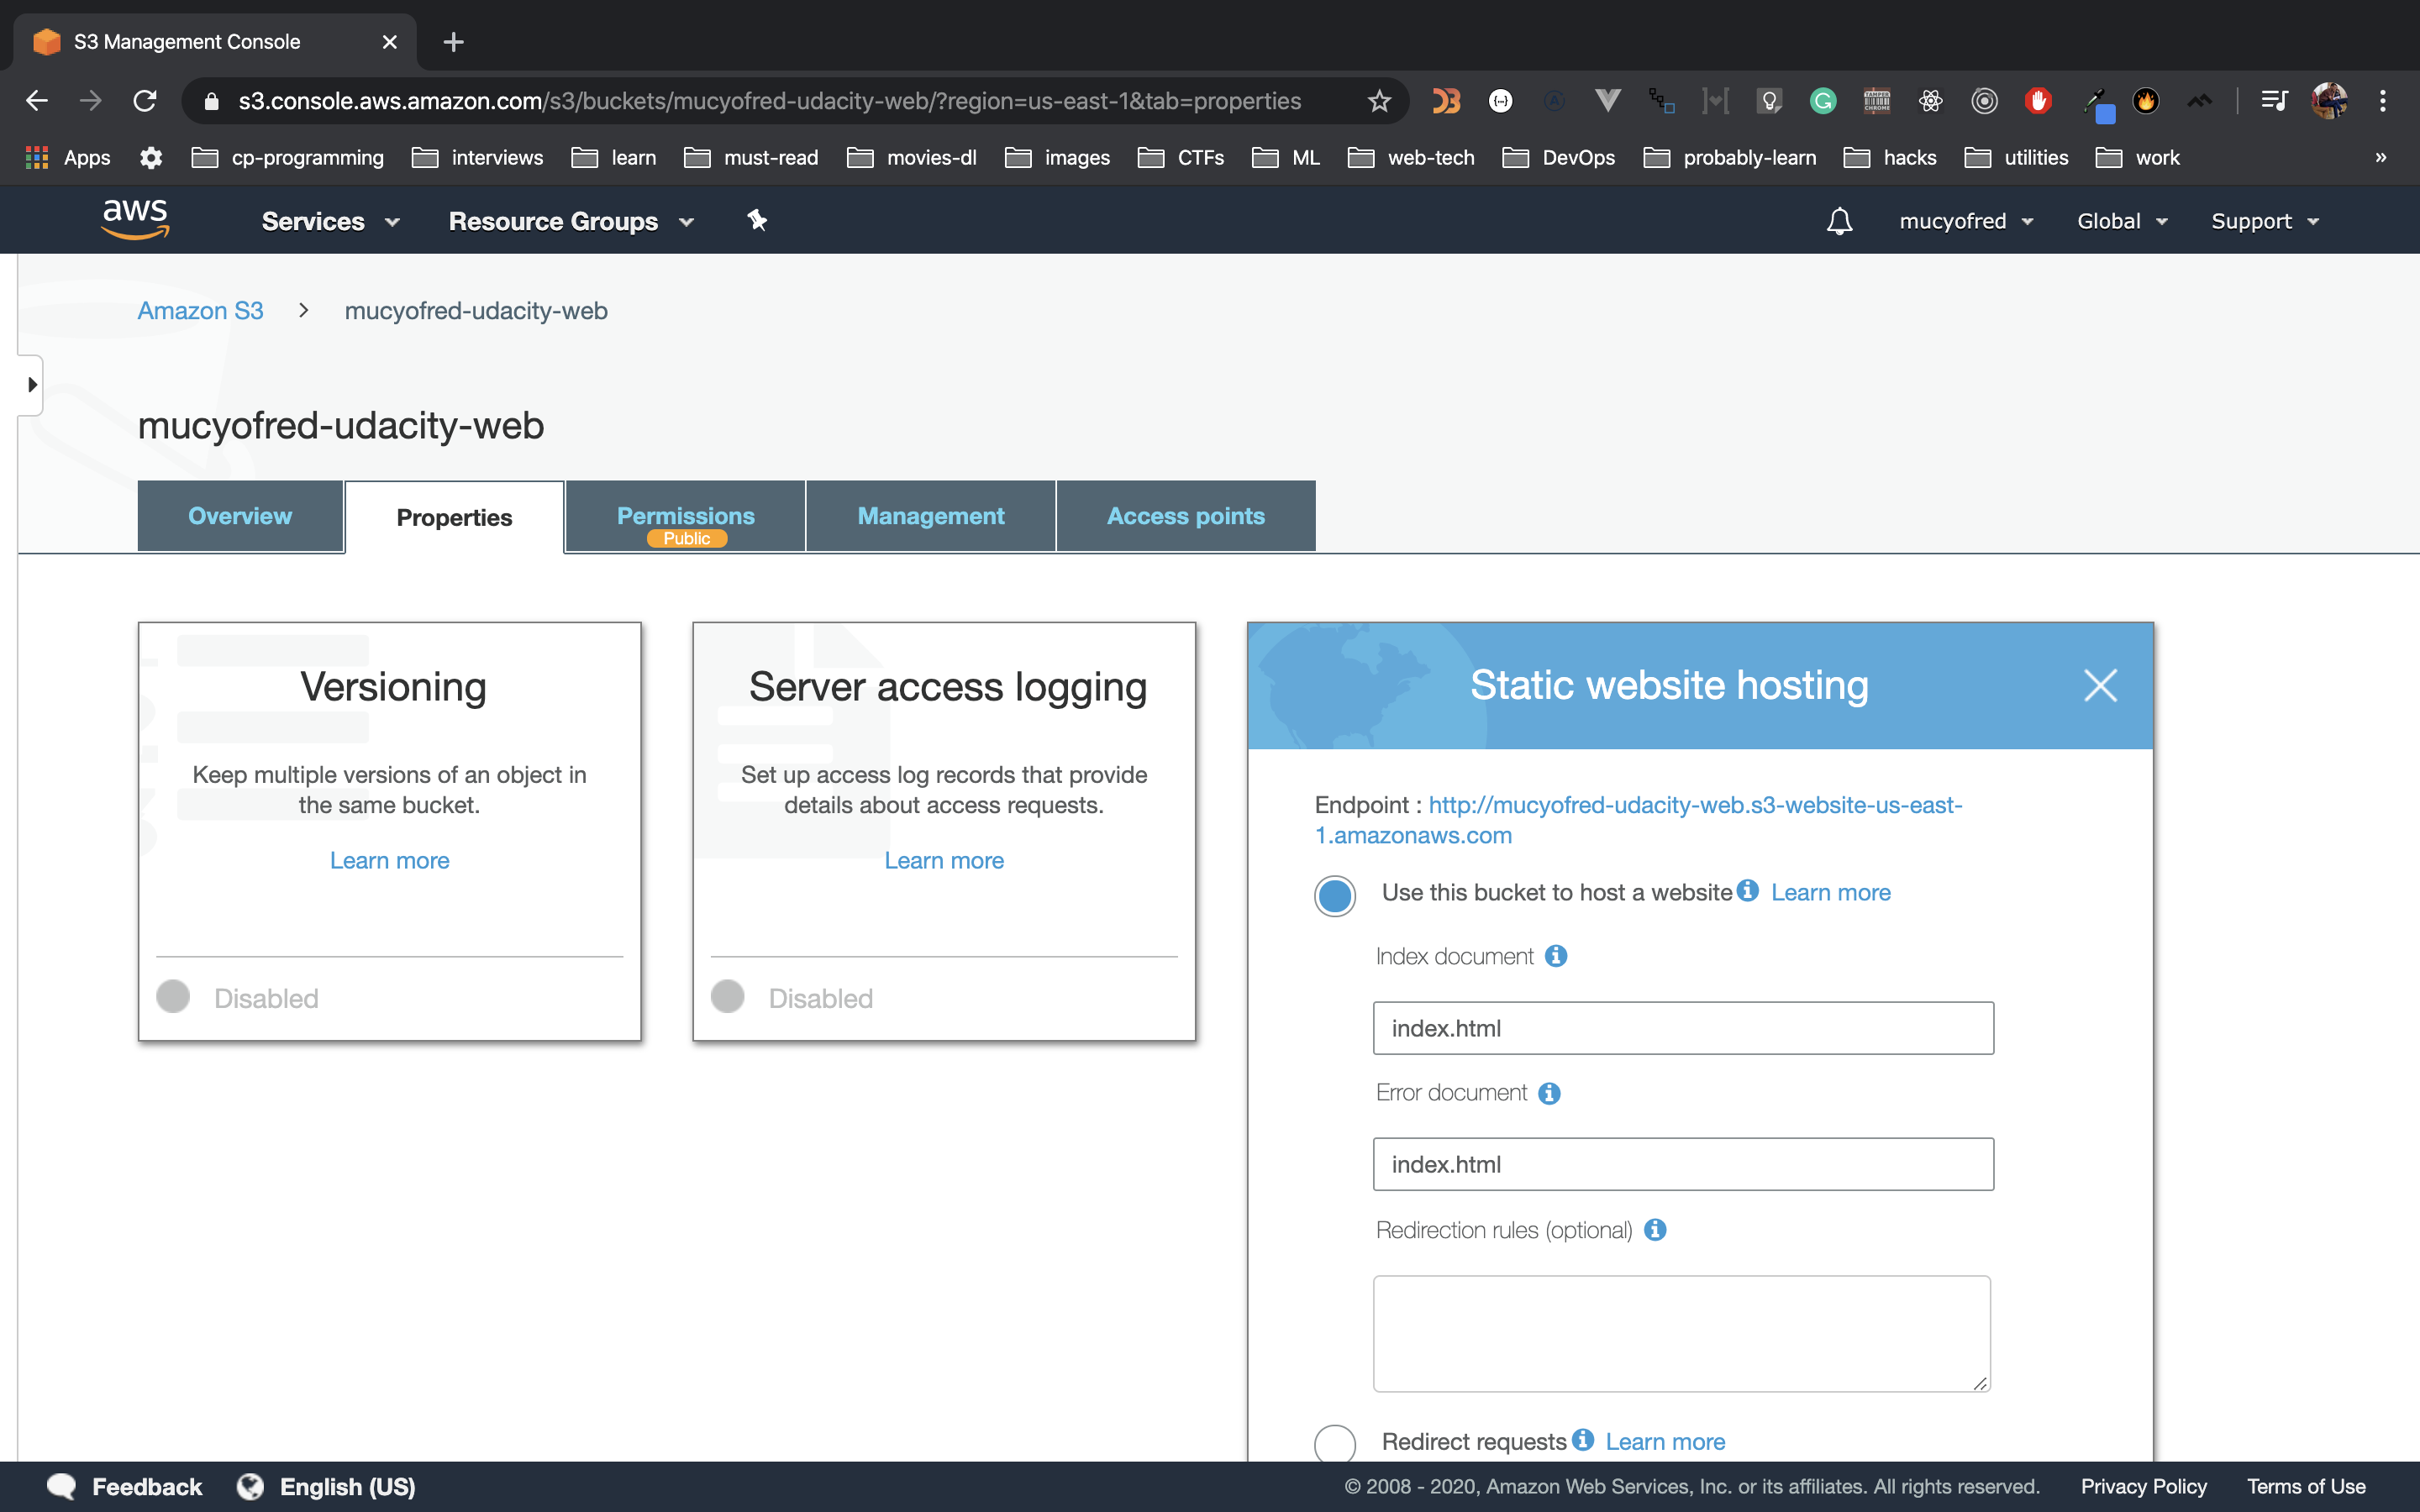 S3 Management Console
s3.console.aws.amazon.com/s3/buckets/mucyofred-udacity-web/?region=us-east-1&tab=properties
Apps cp-programming interviews learn must-read movies-dl images CTFs ML web-tech DevOps probably-learn hacks utilities work »
aws Services Resource Groups mucyofred Global Support
Amazon S3 > mucyofred-udacity-web
mucyofred-udacity-web
Overview Properties Permissions Management Access points
Public
Versioning
Keep multiple versions of an object in
the same bucket.
Learn more
Disabled
Server access logging
Set up access log records that provide
details about access requests.
Learn more
Disabled
Static website hosting
Endpoint : http://mucyofred-udacity-web.s3-website-us-east-
1.amazonaws.com
Use this bucket to host a website Learn more
Index document
index.html
Error document
index.html
Redirection rules (optional)
Redirect requests Learn more
Feedback English (US) © 2008 - 2020, Amazon Web Services, Inc. or its affiliates. All rights reserved. Privacy Policy Terms of Use